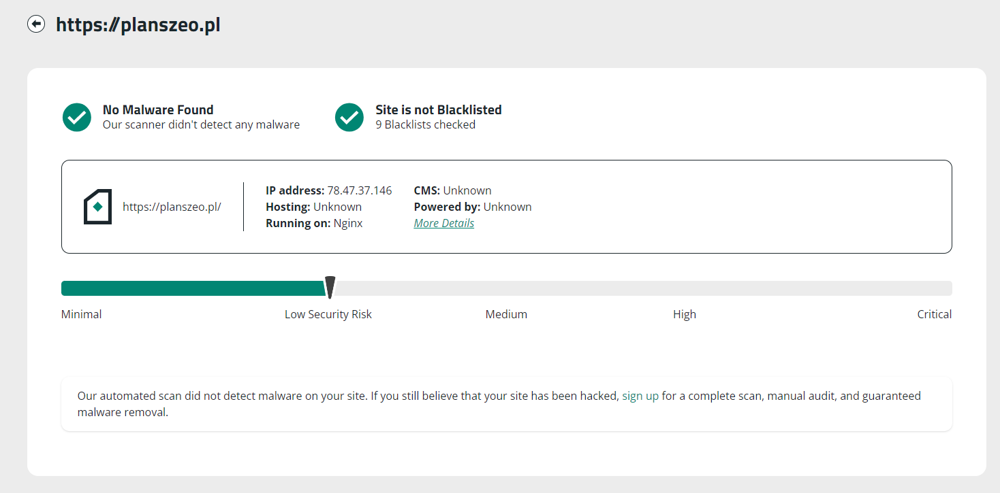 https://planszeo.pl
No Malware Found
Our scanner didn't detect any malware
Site is not Blacklisted
9 Blacklists checked
https://planszeo.pl/
IP address: 78.47.37.146
Hosting: Unknown
Running on: Nginx
CMS: Unknown
Powered by: Unknown
More Details
Minimal
Low Security Risk
Medium
High
Critical
Our automated scan did not detect malware on your site. If you still believe that your site has been hacked, sign up for a complete scan, manual audit, and guaranteed
malware removal.